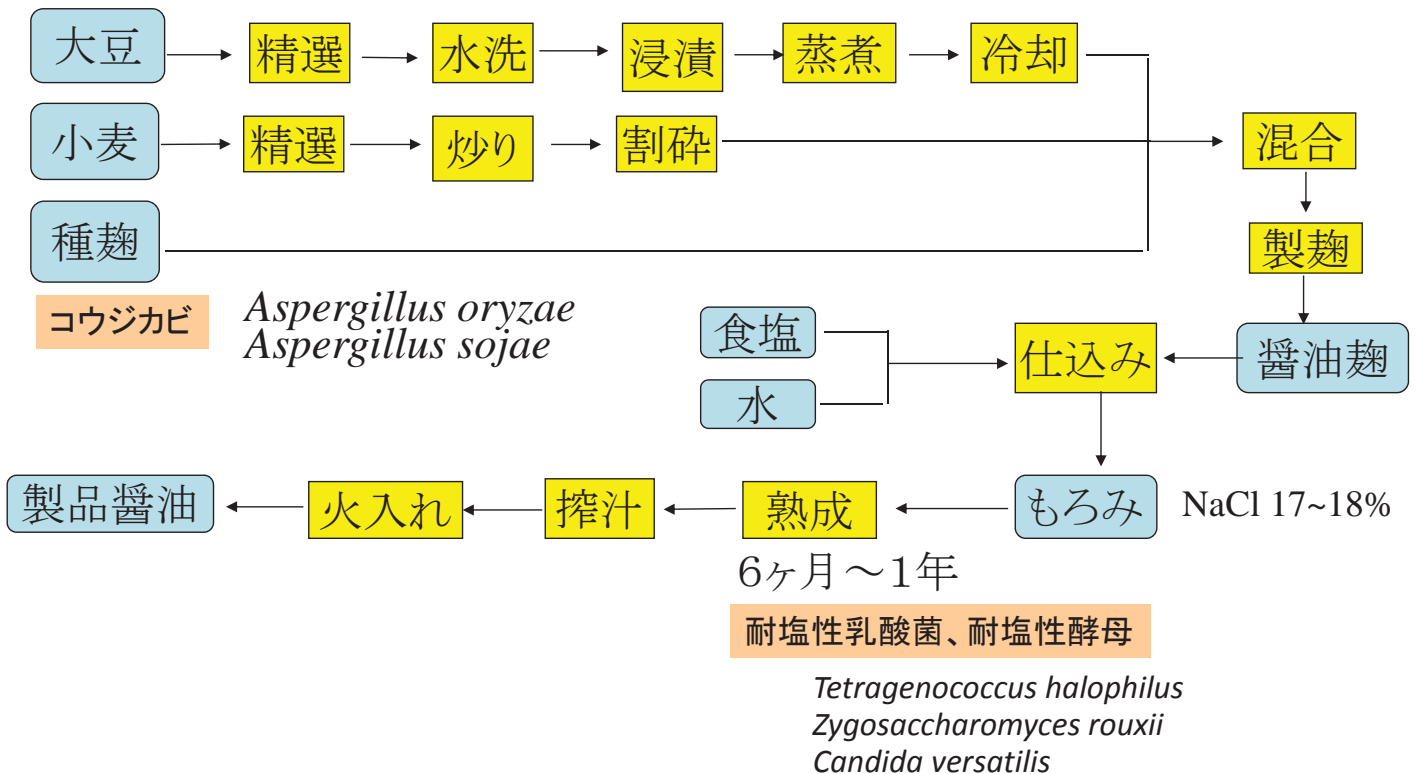 大豆
精選
水洗
浸漬
蒸煮
冷却
小麦
精選
炒り
割砕
混合
種麹
製麹
コウジカビ
Aspergillus oryzae
Aspergillus sojae
食塩
水
仕込み
醤油麹
製品醤油
火入れ
搾汁
熟成
もろみ
NaCl 17~18%
6ヶ月～1年
耐塩性乳酸菌、耐塩性酵母
Tetragenococcus halophilus
Zygosaccharomyces rouxii
Candida versatilis